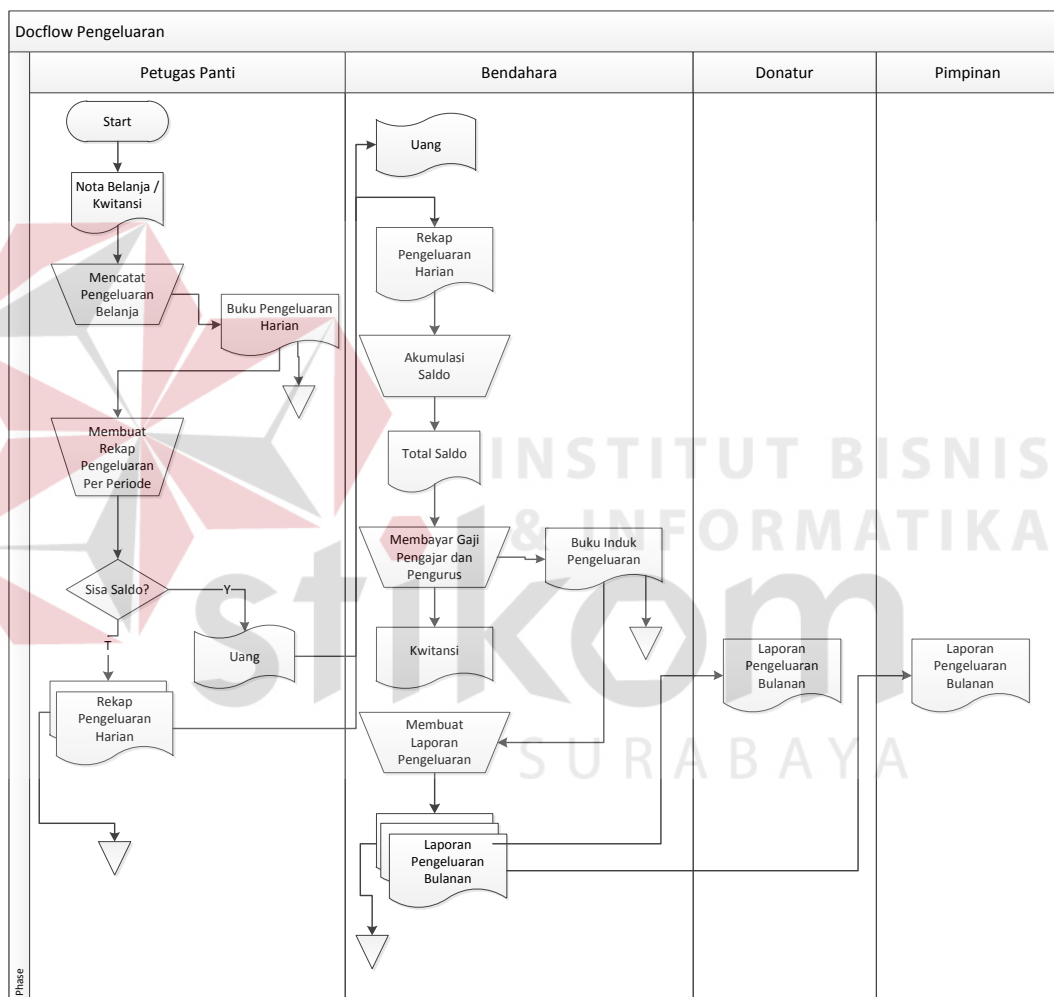 Docflow Pengeluaran
Petugas Panti
Bendahara
Donatur
Pimpinan
Start
Nota Belanja /
Kwitansi
Mencatat
Pengeluaran
Belanja
Buku Pengeluaran
Harian
Membuat
Rekap
Pengeluaran
Per Periode
Sisa Saldo?
Y
T
Uang
Rekap
Pengeluaran
Harian
Uang
Rekap
Pengeluaran
Harian
Akumulasi
Saldo
Total Saldo
Membayar Gaji
Pengajar dan
Pengurus
Buku Induk
Pengeluaran
Kwitansi
Membuat
Laporan
Pengeluaran
Laporan
Pengeluaran
Bulanan
Laporan
Pengeluaran
Bulanan
Laporan
Pengeluaran
Bulanan
Phase
INSTITUT BISNIS
& INFORMATIKA
stikom
SURABAYA